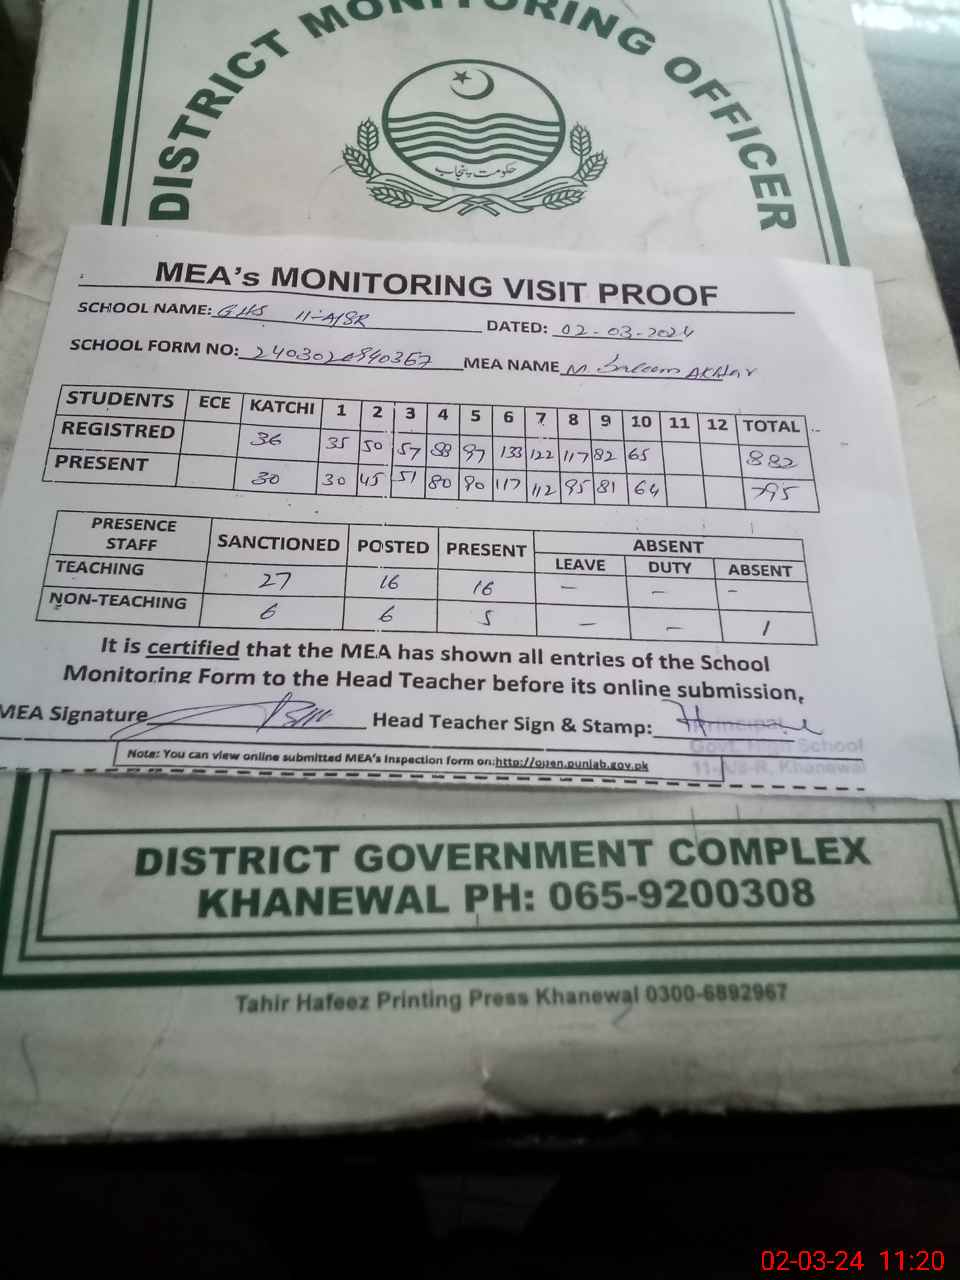 DISTRICT MONITORING OFFICER
حکومت پنجاب
MEA's MONITORING VISIT PROOF
SCHOOL NAME: GHS 11-A/8R DATED: 02-03-2024
SCHOOL FORM NO: MEA NAME M. Saleem Akhtar
STUDENTS ECE KATCHI 1 2 3 4 5 6 7 8 9 10 11 12 TOTAL
REGISTRED 36 35 50 57 88 97 133 122 117 82 65 882
PRESENT 30 30 45 51 80 90 117 112 95 81 64 795
PRESENCE STAFF SANCTIONED POSTED PRESENT ABSENT
LEAVE DUTY ABSENT
TEACHING 27 16 16 - - -
NON-TEACHING 6 6 5 - - 1
It is certified that the MEA has shown all entries of the School
Monitoring Form to the Head Teacher before its online submission,
MEA Signature Head Teacher Sign & Stamp:
Principal
Govt. High School
11-A/8-R, Khanewal
Note: You can view online submitted MEA's Inspection form on:http://open.punjab.gov.pk
DISTRICT GOVERNMENT COMPLEX
KHANEWAL PH: 065-9200308
Tahir Hafeez Printing Press Khanewal 0300-6892967
02-03-24 11:20